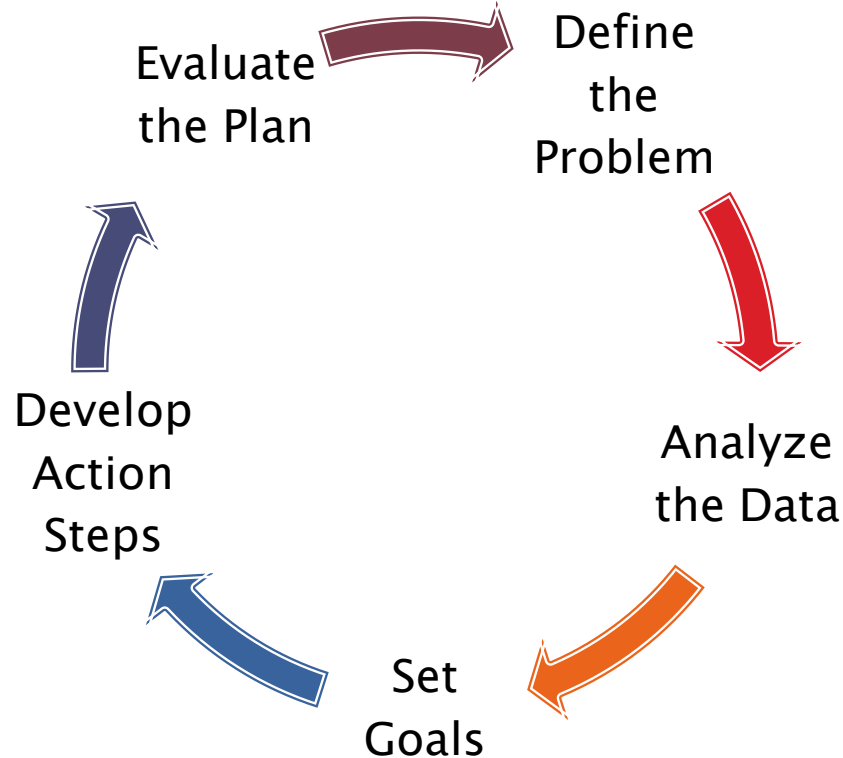 Define
the
Problem
Analyze
the Data
Set
Goals
Develop
Action
Steps
Evaluate
the Plan